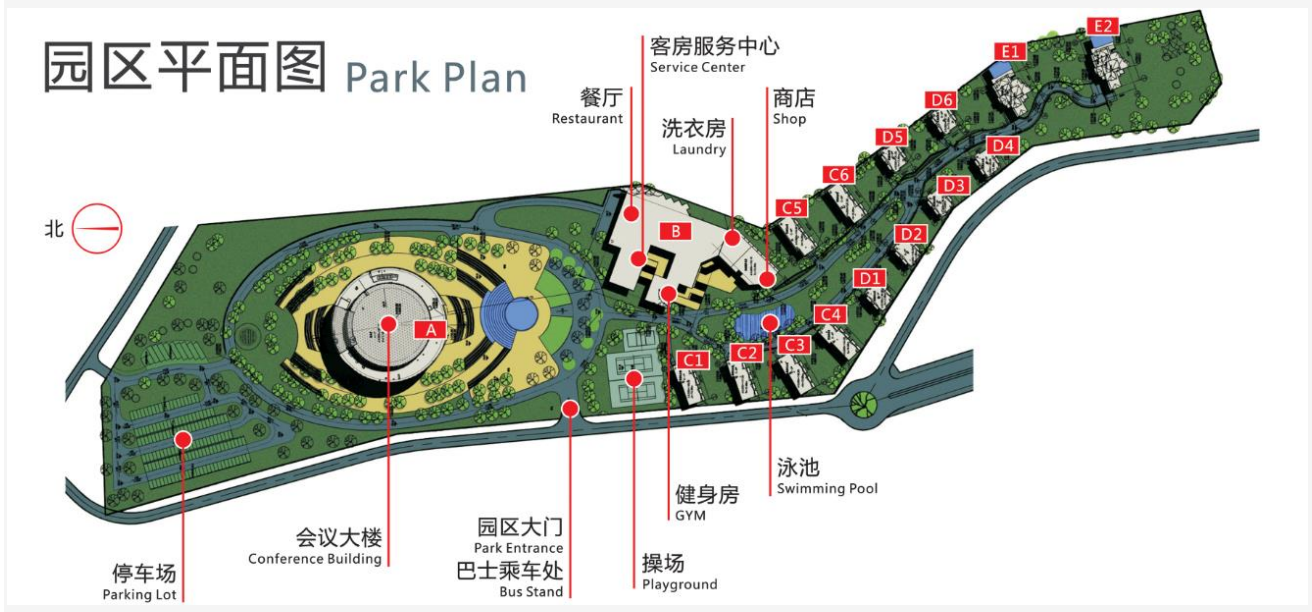 园区平面图 Park Plan
客房服务中心
Service Center
餐厅
Restaurant
商店
Shop
洗衣房
Laundry
E2
E1
D6
D5
D4
C6
D3
C5
北
B
D2
D1
A
C4
C3
C2
C1
泳池
Swimming Pool
健身房
GYM
园区大门
Park Entrance
会议大楼
Conference Building
操场
Playground
巴士乘车处
Bus Stand
停车场
Parking Lot